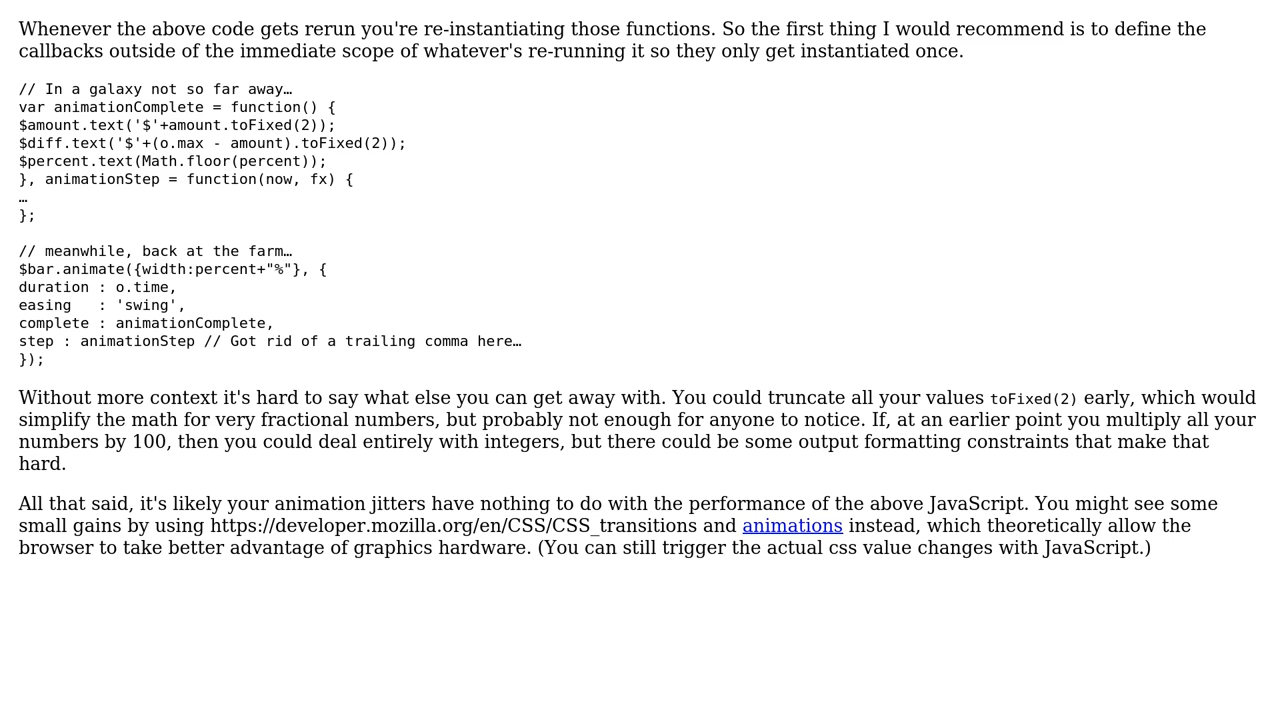 Whenever the above code gets rerun you're re-instantiating those functions. So the first thing I would recommend is to define the
callbacks outside of the immediate scope of whatever's re-running it so they only get instantiated once.
// In a galaxy not so far away…
var animationComplete = function() {
$amount.text('$'+amount.toFixed(2));
$diff.text('$'+(o.max - amount).toFixed(2));
$percent.text(Math.floor(percent));
}, animationStep = function(now, fx) {
…
};
// meanwhile, back at the farm…
$bar.animate({width:percent+"%"}, {
duration : o.time,
easing   : 'swing',
complete : animationComplete,
step : animationStep // Got rid of a trailing comma here…
});
Without more context it's hard to say what else you can get away with. You could truncate all your values toFixed(2) early, which would
simplify the math for very fractional numbers, but probably not enough for anyone to notice. If, at an earlier point you multiply all your
numbers by 100, then you could deal entirely with integers, but there could be some output formatting constraints that make that
hard.
All that said, it's likely your animation jitters have nothing to do with the performance of the above JavaScript. You might see some
small gains by using https://developer.mozilla.org/en/CSS/CSS_transitions and animations instead, which theoretically allow the
browser to take better advantage of graphics hardware. (You can still trigger the actual css value changes with JavaScript.)